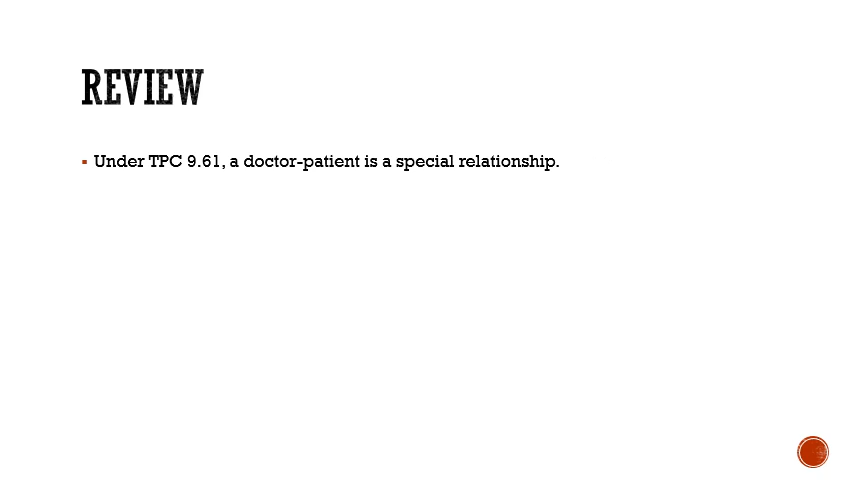 REVIEW
Under TPC 9.61, a doctor-patient is a special relationship.